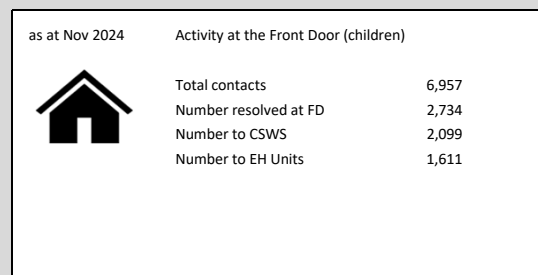 as at Nov 2024 Activity at the Front Door (children)
Total contacts 6,957
Number resolved at FD 2,734
Number to CSWS 2,099
Number to EH Units 1,611